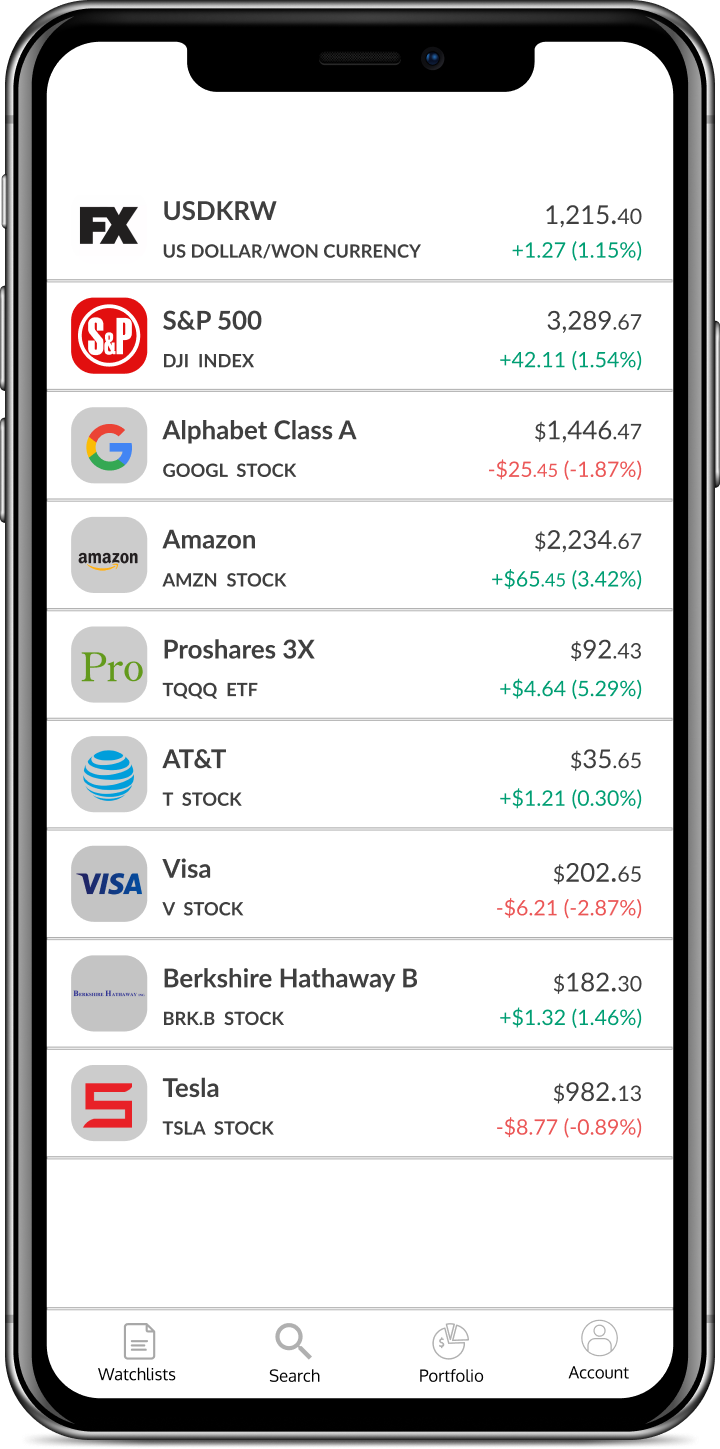 FX
USDKRW
1,215.40
US DOLLAR/WON CURRENCY
+1.27 (1.15%)
S&P
S&P 500
3,289.67
DJI INDEX
+42.11 (1.54%)
G
Alphabet Class A
$1,446.47
GOOGL STOCK
-$25.45 (-1.87%)
amazon
Amazon
$2,234.67
AMZN STOCK
+$65.45 (3.42%)
Pro
Proshares 3X
$92.43
TQQQ ETF
+$4.64 (5.29%)
AT&T
$35.65
T STOCK
+$1.21 (0.30%)
VISA
Visa
$202.65
V STOCK
-$6.21 (-2.87%)
BERKSHIRE HATHAWAY INC.
Berkshire Hathaway B
$182.30
BRK.B STOCK
+$1.32 (1.46%)
Tesla
$982.13
TSLA STOCK
-$8.77 (-0.89%)
$
Watchlists
Search
Portfolio
Account